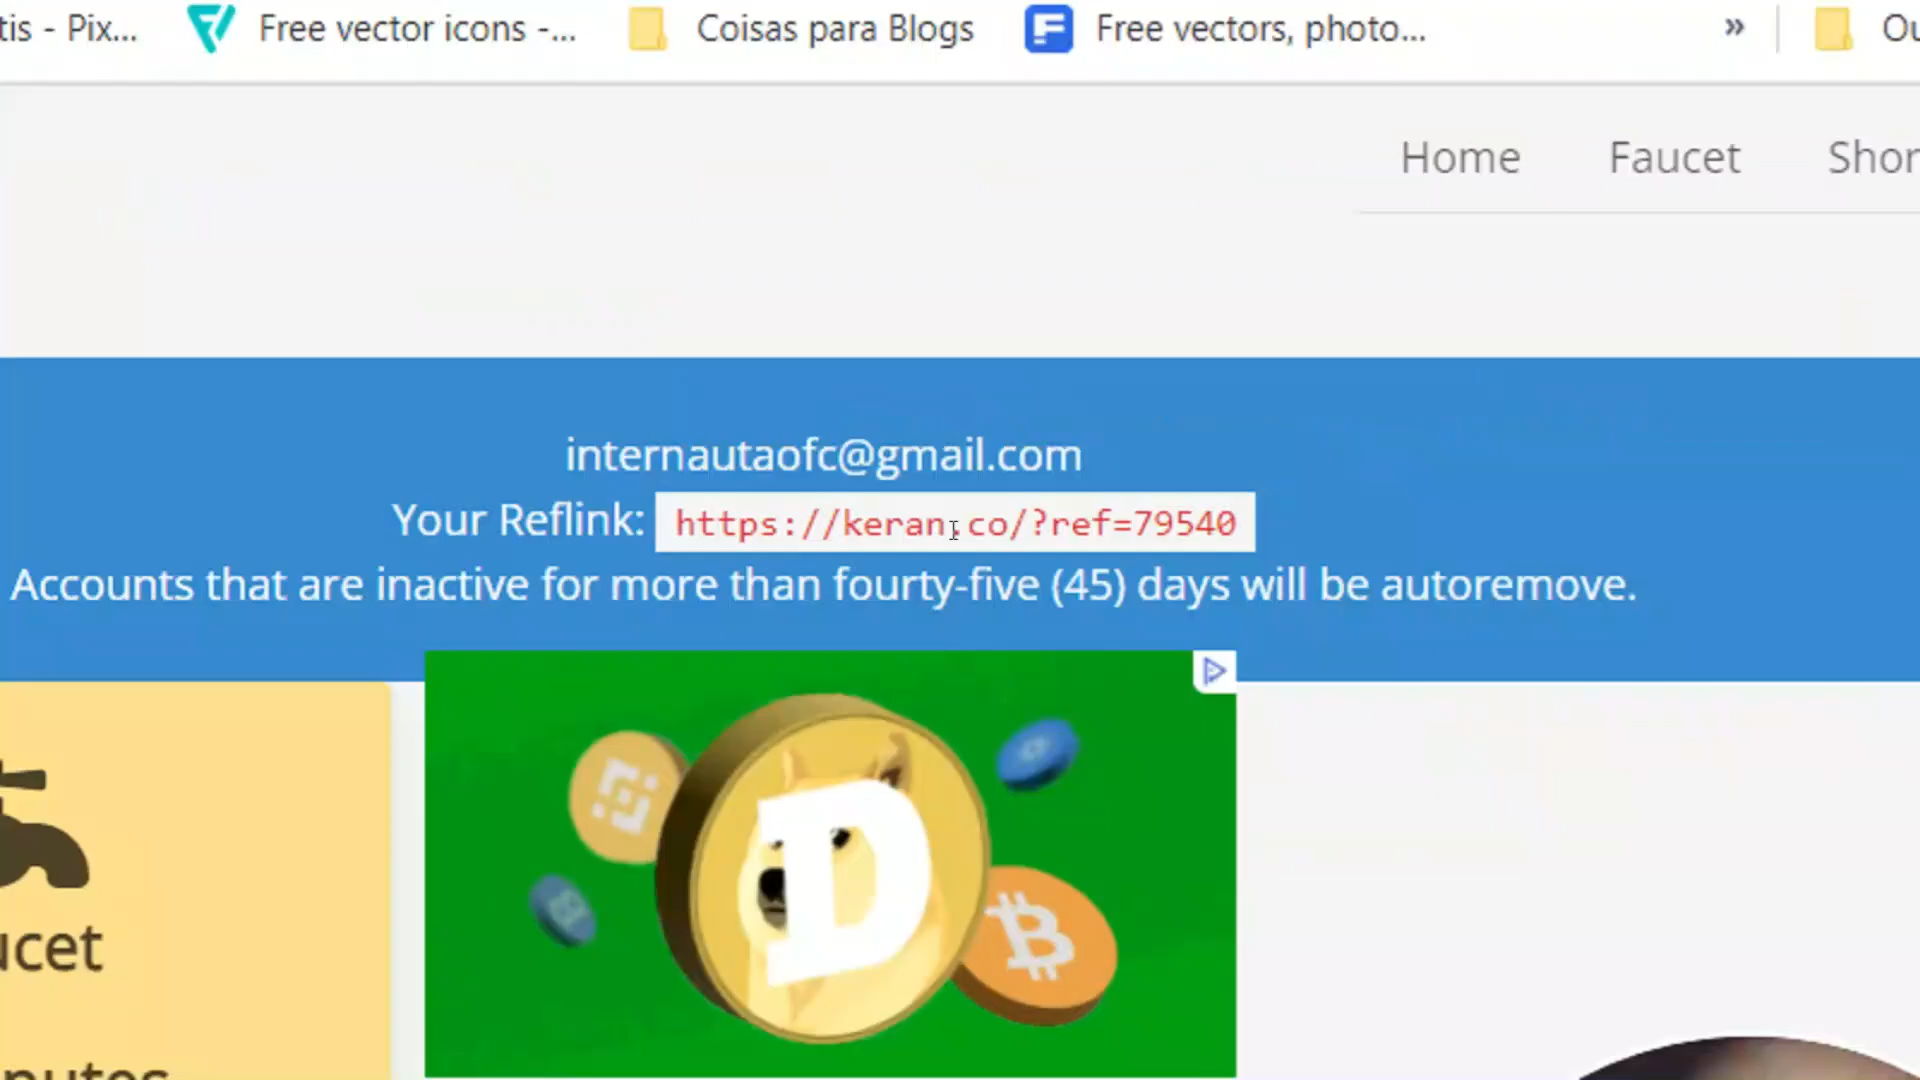 tis - Pix... Free vector icons -... Coisas para Blogs Free vectors, photo... » Ou
Home Faucet Shor
internautaofc@gmail.com
Your Reflink: https://keran.co/?ref=79540
Accounts that are inactive for more than fourty-five (45) days will be autoremove.
D
ucet
nutes